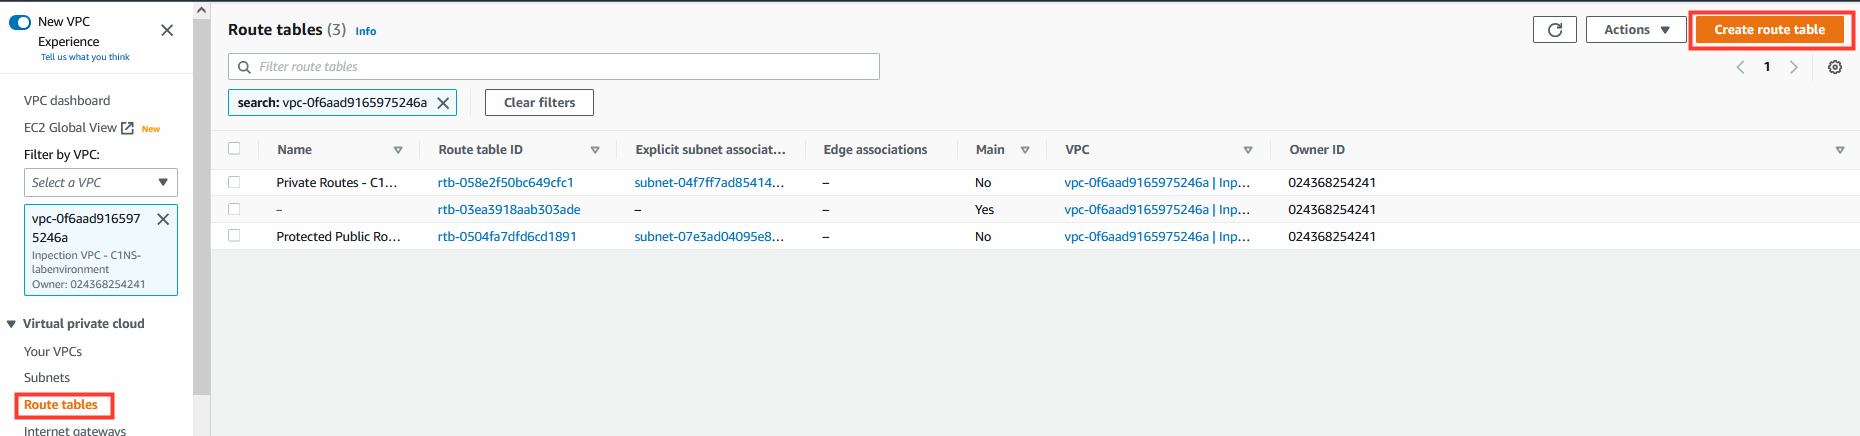 New VPC
Experience
Tell us what you think
VPC dashboard
EC2 Global View New
Filter by VPC:
Select a VPC
vpc-0f6aad916597
5246a
Inpection VPC - C1NS-
labenvironment
Owner: 024368254241
Virtual private cloud
Your VPCs
Subnets
Route tables
Internet gateways
Route tables (3) Info
Actions
Create route table
Filter route tables
1
search: vpc-0f6aad9165975246a
Clear filters
Name Route table ID Explicit subnet associat... Edge associations Main VPC Owner ID
Private Routes - C1... rtb-058e2f50bc649cfc1 subnet-04f7ff7ad85414... – No vpc-0f6aad9165975246a | Inp... 024368254241
– rtb-03ea3918aab303ade – – Yes vpc-0f6aad9165975246a | Inp... 024368254241
Protected Public Ro... rtb-0504fa7dfd6cd1891 subnet-07e3ad04095e8... – No vpc-0f6aad9165975246a | Inp... 024368254241